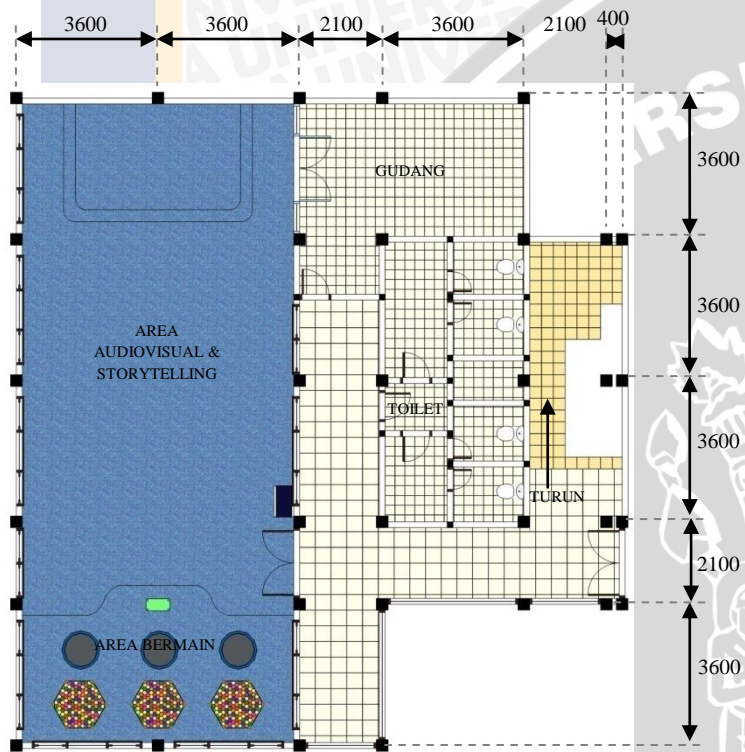 3600 3600 2100 3600 2100 400
3600
GUDANG
3600
AREA
AUDIOVISUAL &
STORYTELLING
3600
TOILET
TURUN
2100
AREA BERMAIN
3600